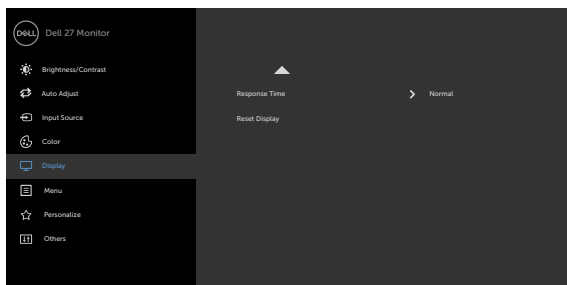 DELL Dell 27 Monitor
Brightness/Contrast
Auto Adjust
Response Time Normal
Input Source
Reset Display
Color
Display
Menu
Personalize
Others